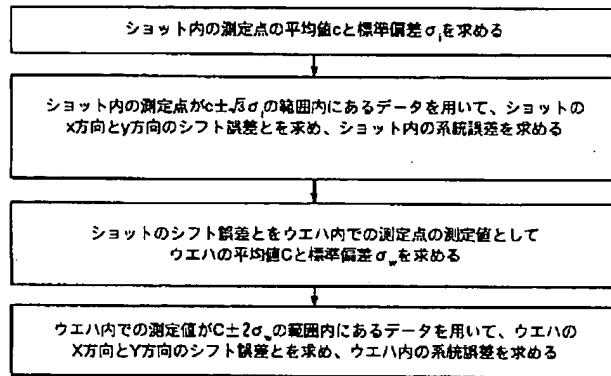 ショット内の測定点の平均値cと標準偏差σiを求める
ショット内の測定点がc±√3σiの範囲内にあるデータを用いて、ショットの
x方向とy方向のシフト誤差とを求め、ショット内の系統誤差を求める
ショットのシフト誤差とをウエハ内での測定点の測定値として
ウエハの平均値Cと標準偏差σwを求める
ウエハ内での測定値がC±2σwの範囲内にあるデータを用いて、ウエハの
X方向とY方向のシフト誤差とを求め、ウエハ内の系統誤差を求める